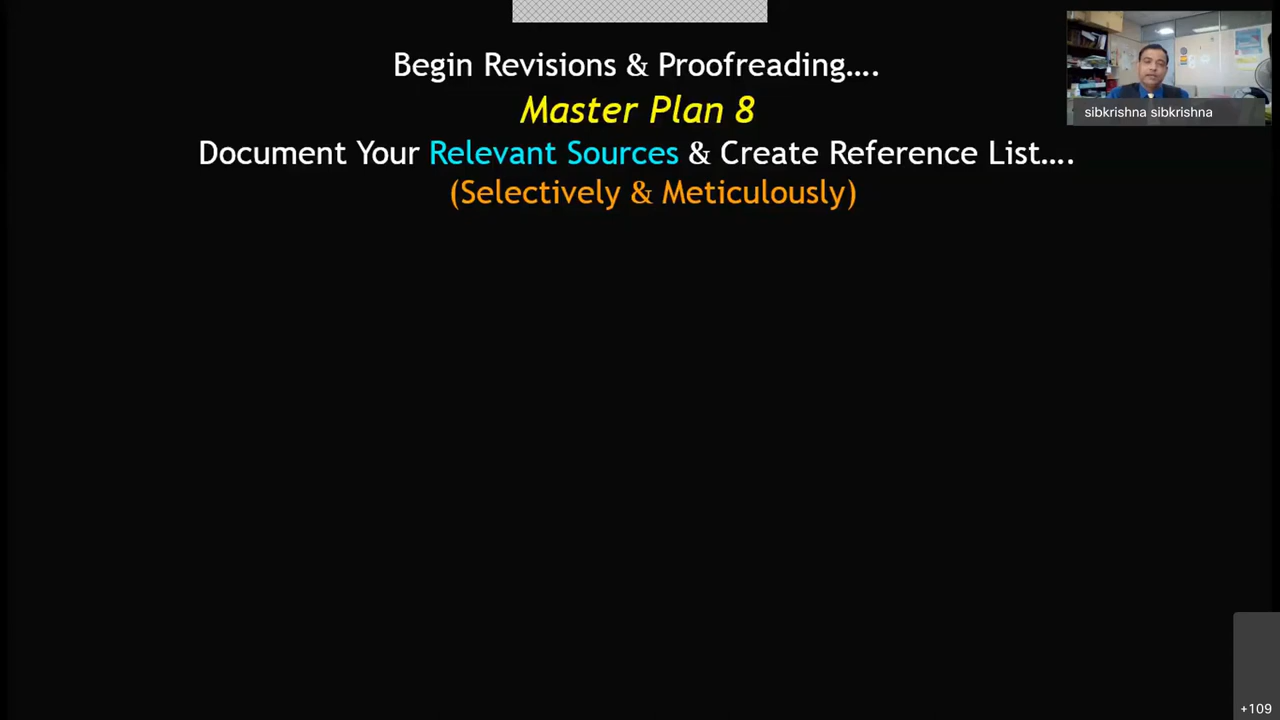 Begin Revisions & Proofreading....
Master Plan 8
Document Your Relevant Sources & Create Reference List....
(Selectively & Meticulously)
sibkrishna sibkrishna
+109